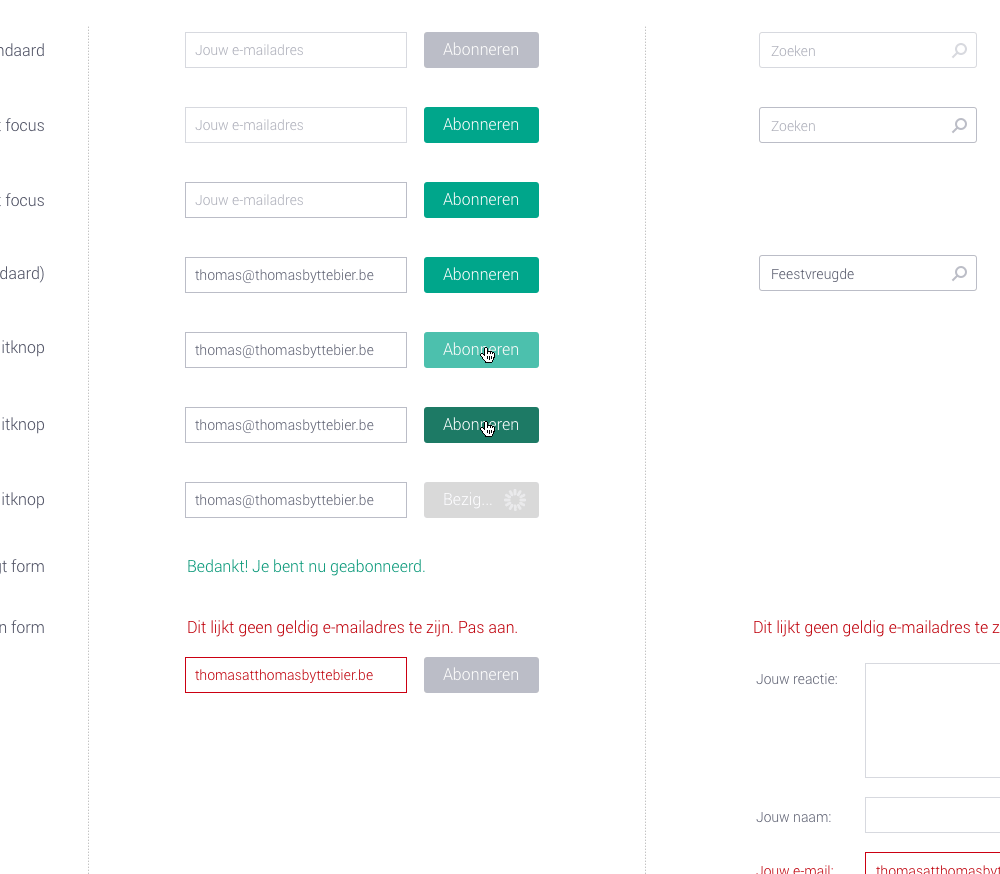 ndaard
Jouw e-mailadres Abonneren
Zoeken
t focus
Jouw e-mailadres Abonneren
Zoeken
t focus
Jouw e-mailadres Abonneren
daard)
thomas@thomasbyttebier.be Abonneren
Feestvreugde
itknop
thomas@thomasbyttebier.be Abonneren
itknop
thomas@thomasbyttebier.be Abonneren
itknop
thomas@thomasbyttebier.be Bezig...
gt form
Bedankt! Je bent nu geabonneerd.
n form
Dit lijkt geen geldig e-mailadres te zijn. Pas aan.
thomasatthomasbyttebier.be Abonneren
Dit lijkt geen geldig e-mailadres te z
Jouw reactie:
Jouw naam:
Jouw e-mail: thomasatthomasbyt